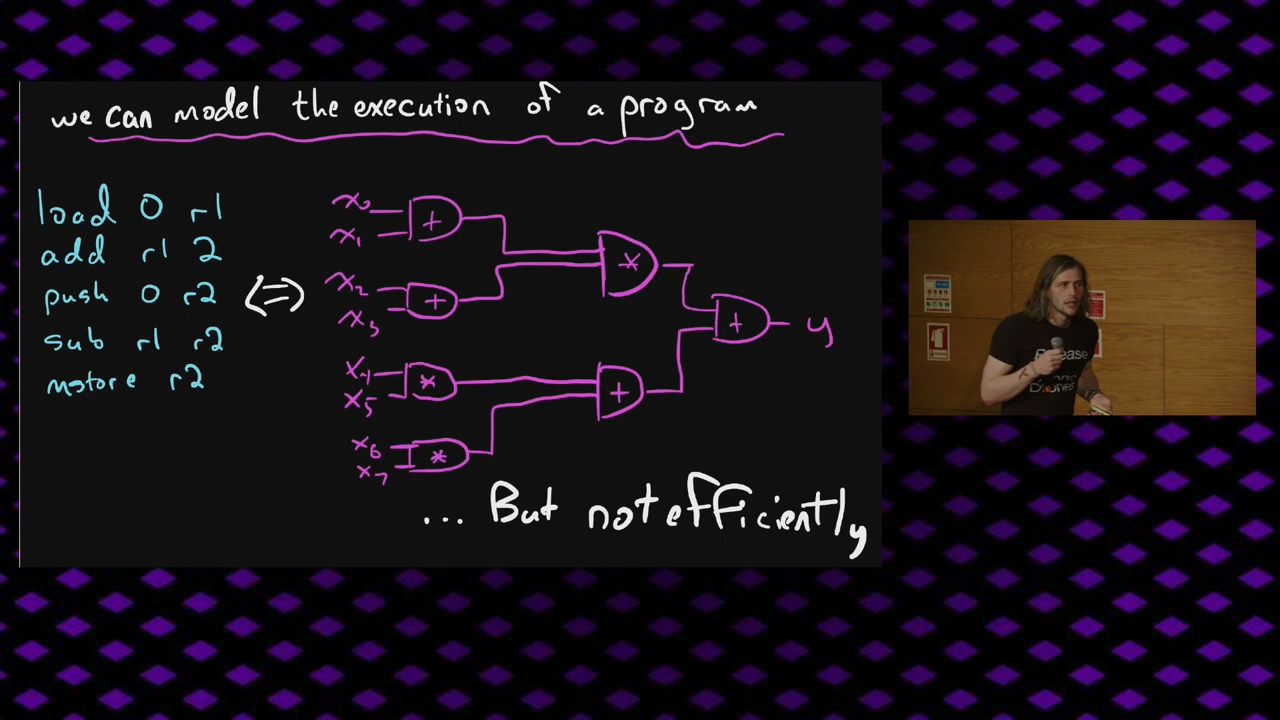 we can model the execution of a program
load 0 r1
add r1 2
push 0 r2
sub r1 r2
mstore r2
⇔
x0
x1
+
x2
x3
+
*
x4
x5
*
x6
x7
*
+
+
y
... But not efficiently